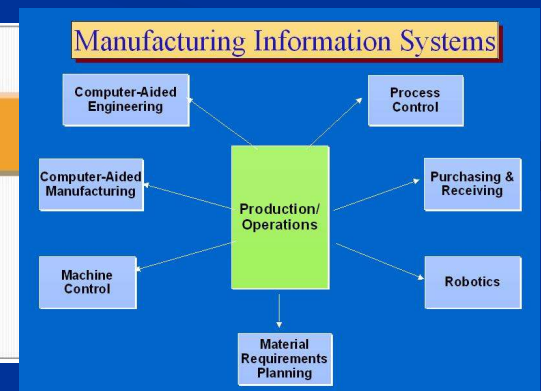 Manufacturing Information Systems
Computer-Aided
Engineering
Process
Control
Computer-Aided
Manufacturing
Production/
Operations
Purchasing &
Receiving
Machine
Control
Robotics
Material
Requirements
Planning